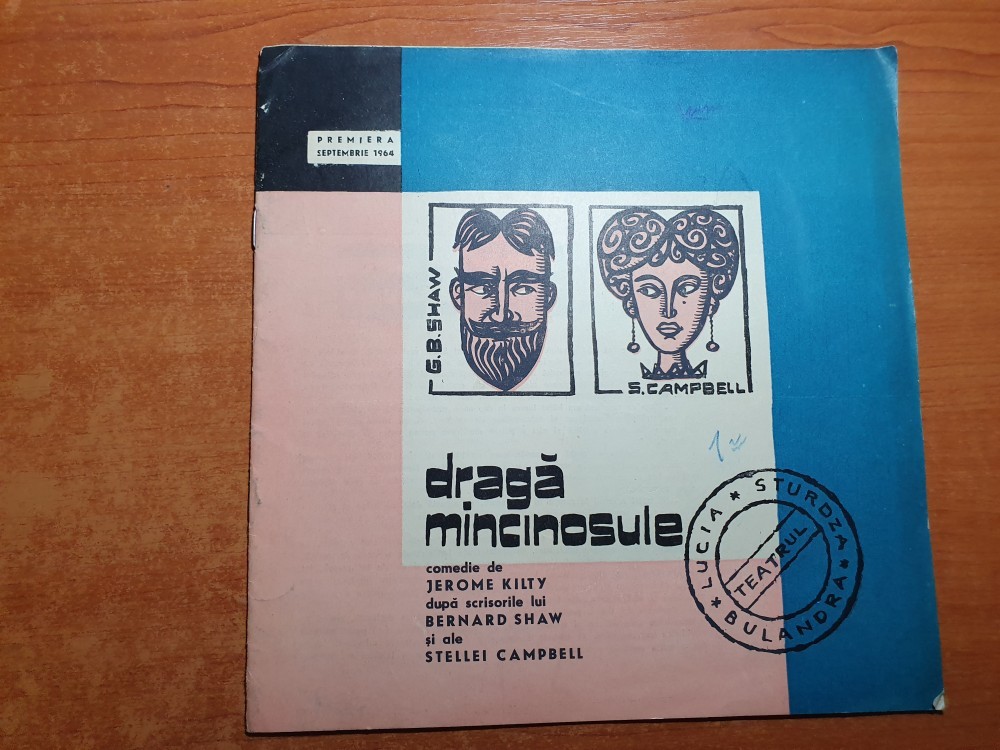 PREMIERA
SEPTEMBRIE 1964
G.B.SHAW
S.CAMPBELL
dragă
mincinosule
comedie de
JEROME KILTY
după scrisorile lui
BERNARD SHAW
și ale
STELLEI CAMPBELL
LUCIA * STURDZA * BULANDRA *
TEATRUL